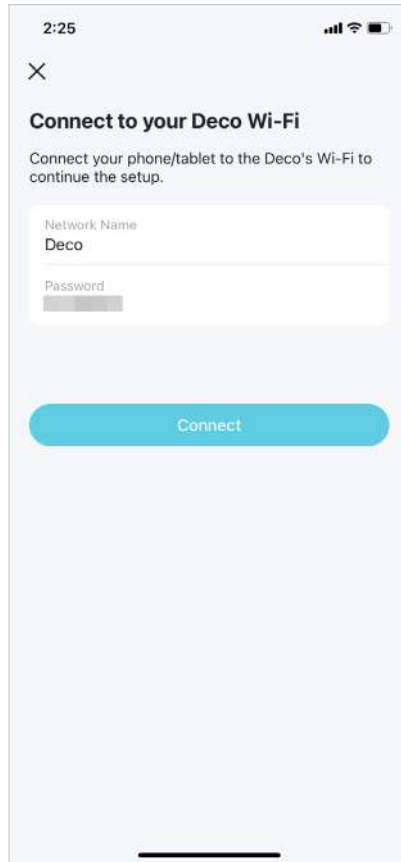 2:25
Connect to your Deco Wi-Fi
Connect your phone/tablet to the Deco's Wi-Fi to
continue the setup.
Network Name
Deco
Password
Connect